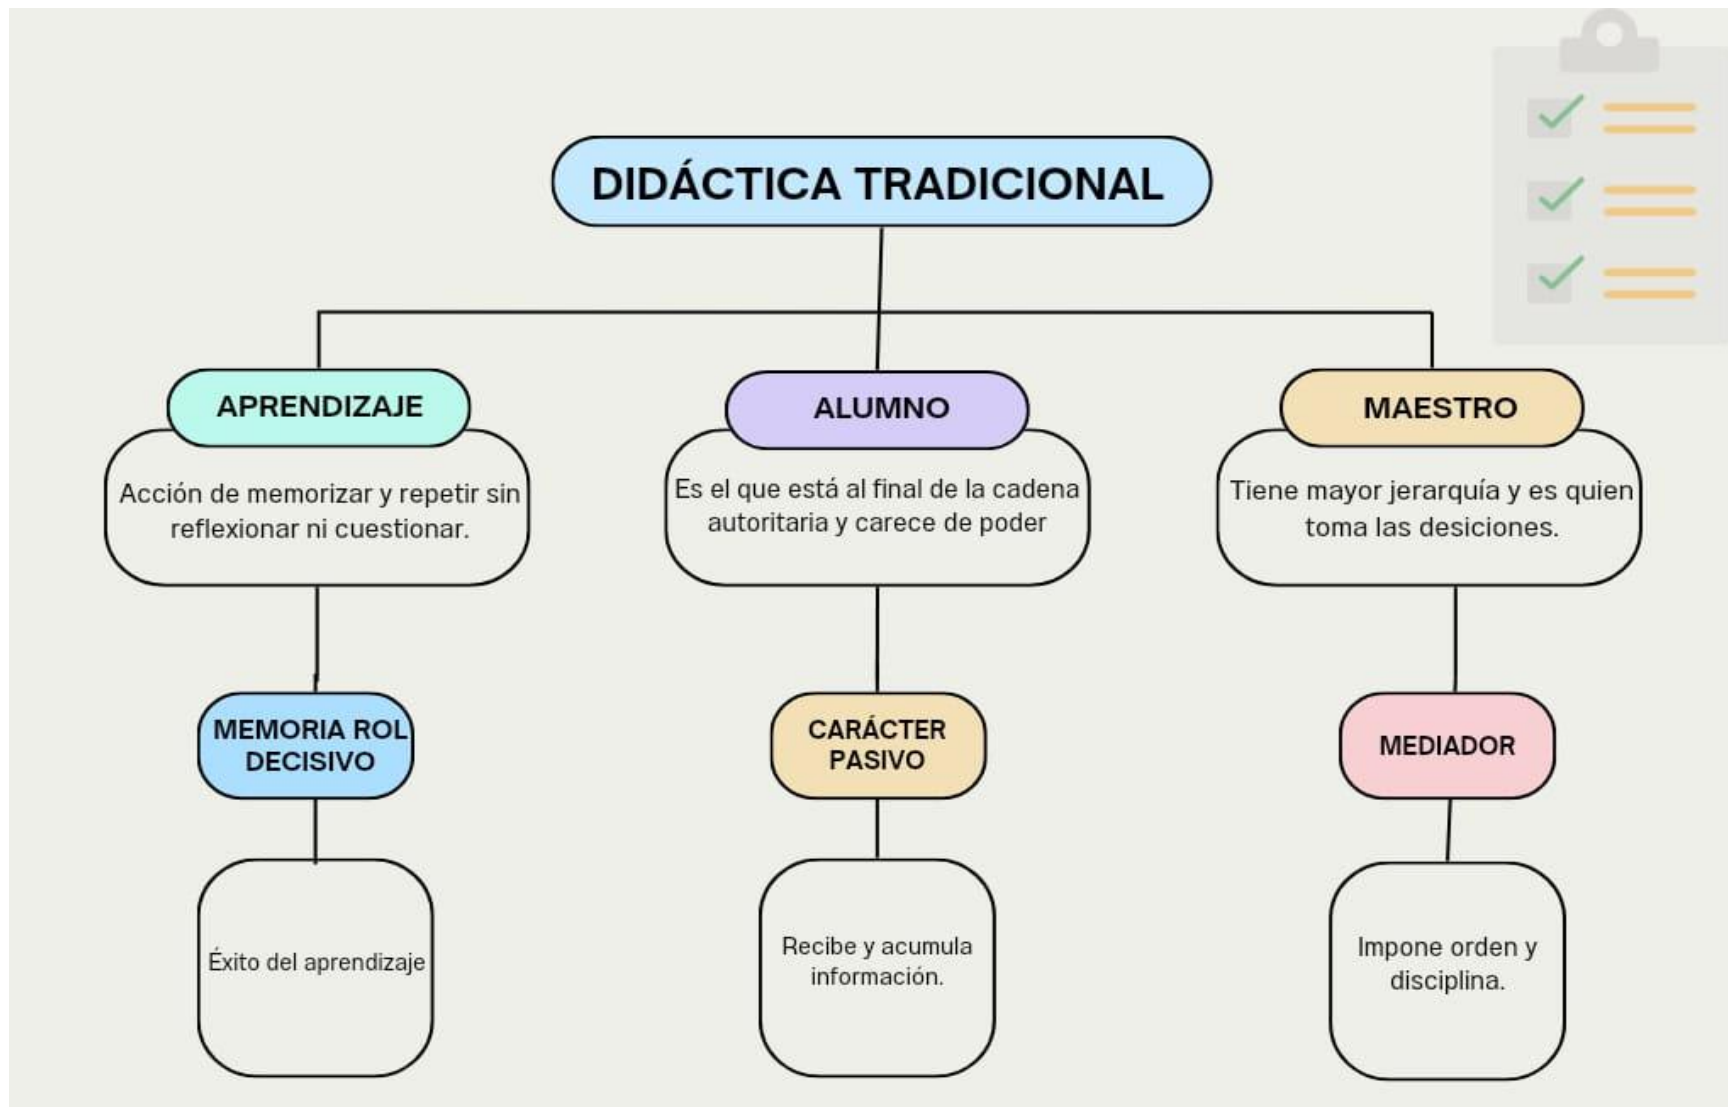 DIDÁCTICA TRADICIONAL
APRENDIZAJE
Acción de memorizar y repetir sin
reflexionar ni cuestionar.
MEMORIA ROL
DECISIVO
Éxito del aprendizaje
ALUMNO
Es el que está al final de la cadena
autoritaria y carece de poder
CARÁCTER
PASIVO
Recibe y acumula
información.
MAESTRO
Tiene mayor jerarquía y es quien
toma las desiciones.
MEDIADOR
Impone orden y
disciplina.